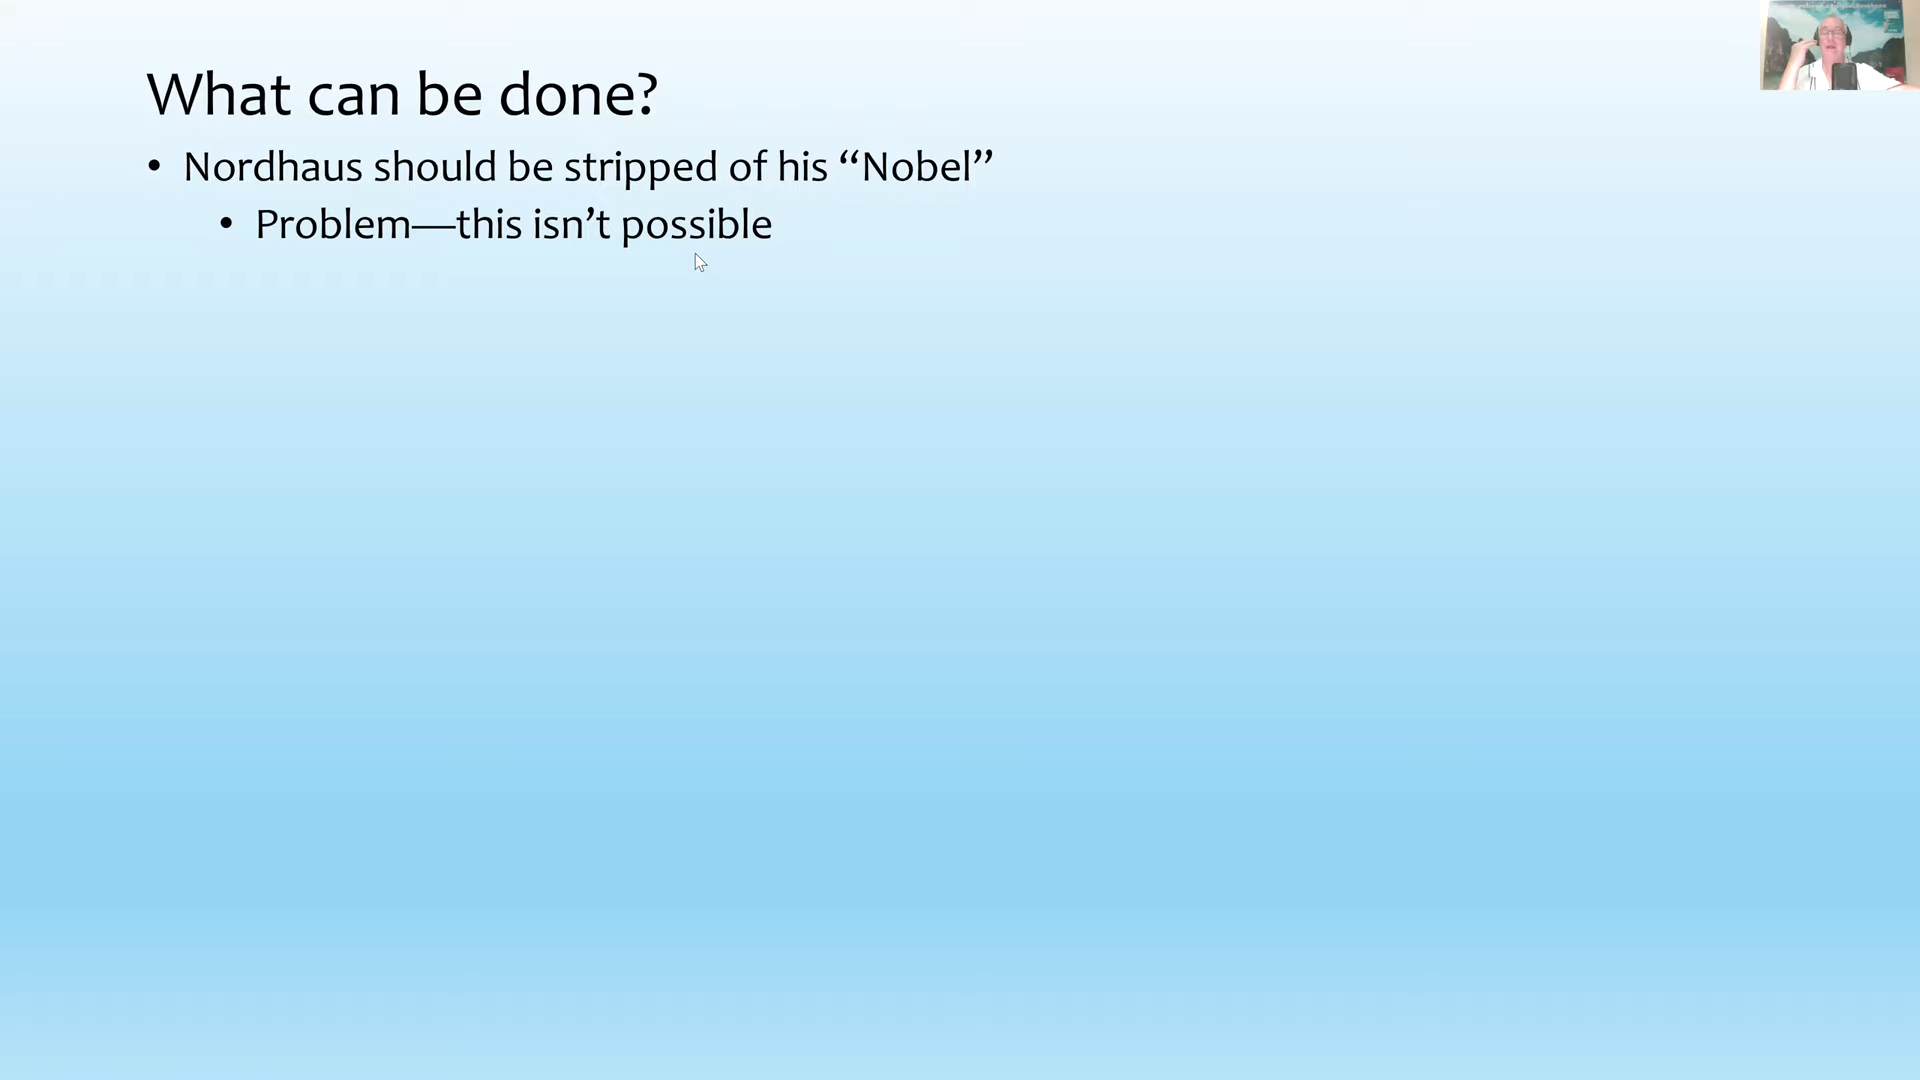 What can be done?
• Nordhaus should be stripped of his “Nobel”
• Problem—this isn’t possible